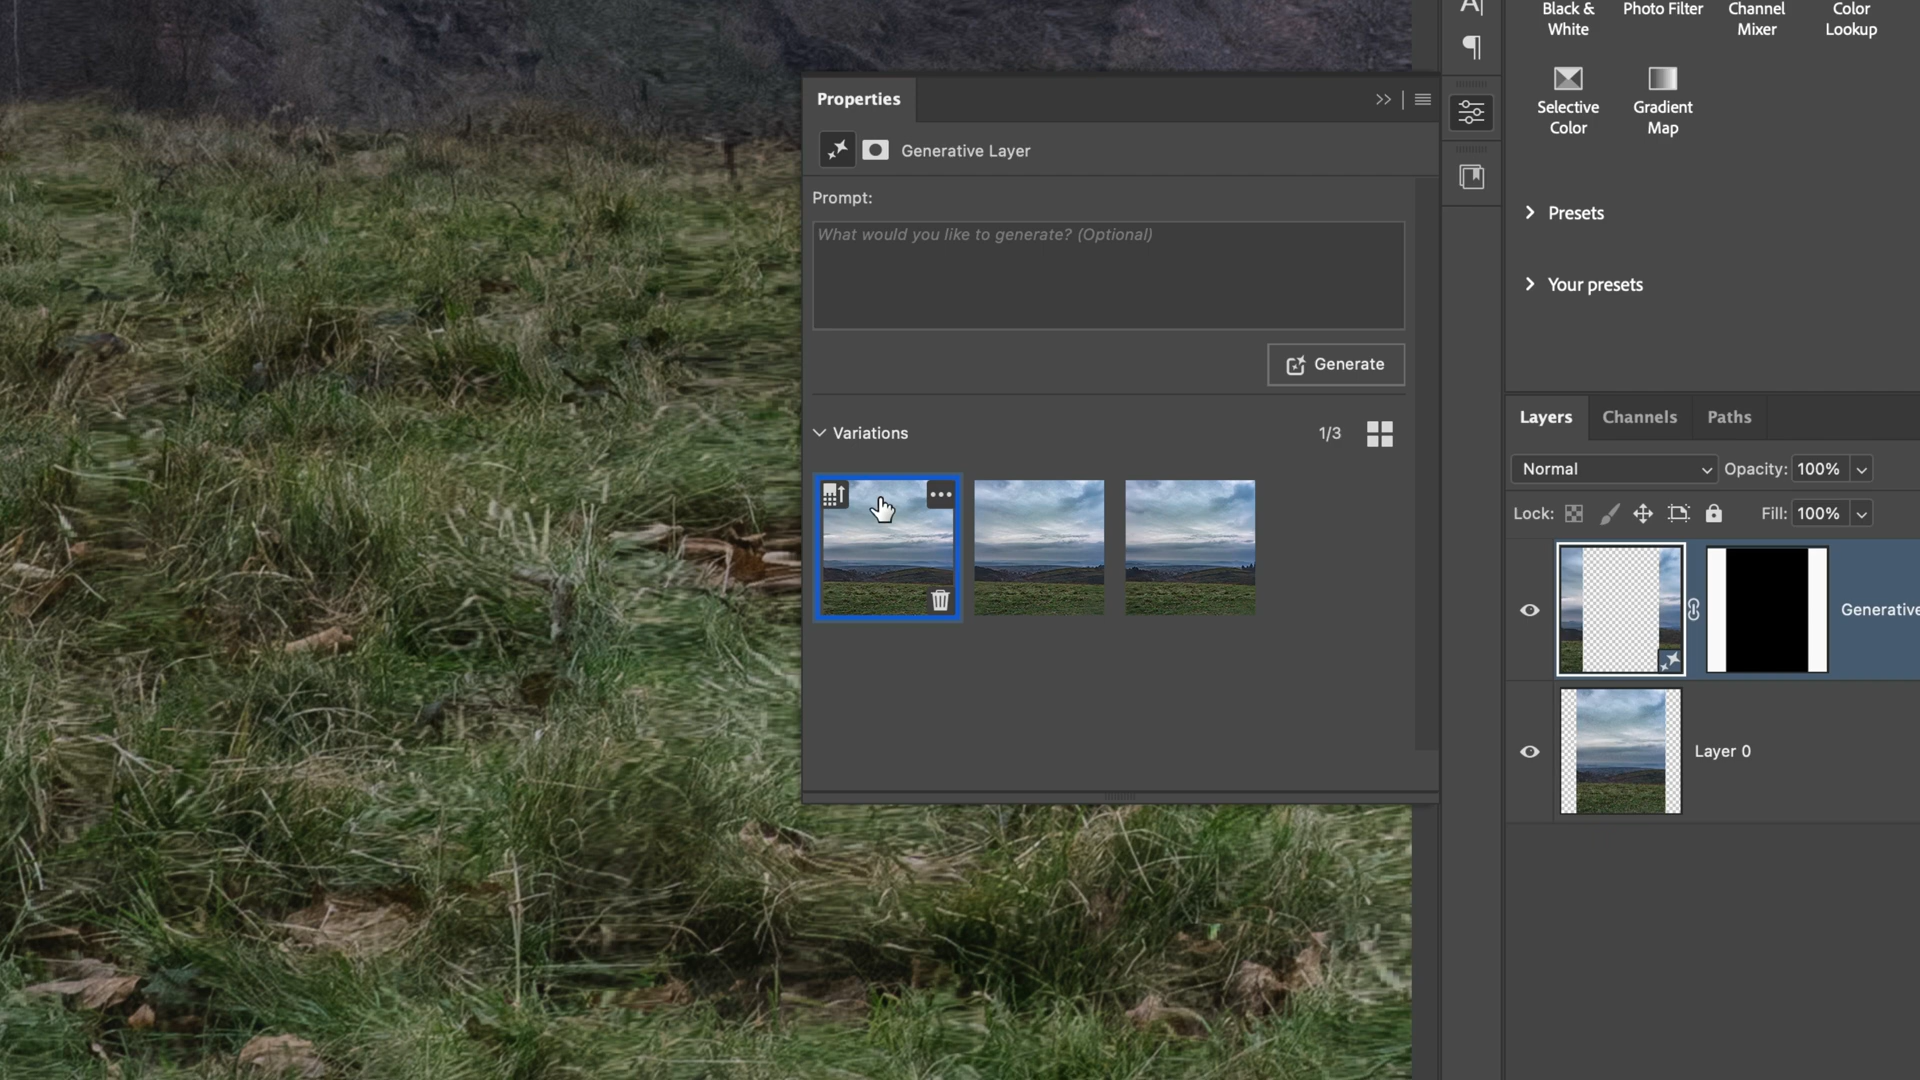 Black &
White
Photo Filter
Channel
Mixer
Color
Lookup
Selective
Color
Gradient
Map
Properties
Generative Layer
Prompt:
What would you like to generate? (Optional)
Generate
Variations
1/3
Presets
Your presets
Layers Channels Paths
Normal Opacity: 100%
Lock: Fill: 100%
Generative
Layer 0